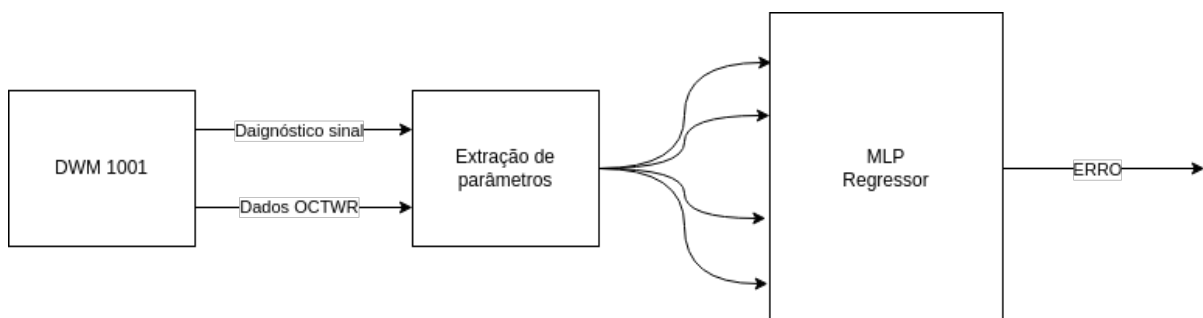 DWM 1001
Daignóstico sinal
Dados OCTWR
Extração de
parâmetros
MLP
Regressor
ERRO